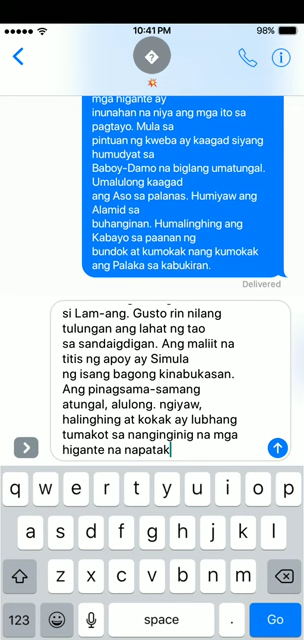 10:41 PM
98%
mga higante ay
inunahan na niya ang mga ito sa
pagtayo. Mula sa
pintuan ng kweba ay kaagad siyang
humudyat sa
Baboy-Damo na biglang umatungal.
Umalulong kaagad
ang Aso sa palanas. Humiyaw ang
Alamid sa
buhanginan. Humalinghing ang
Kabayo sa paanan ng
bundok at kumokak nang kumokak
ang Palaka sa kabukiran.
Delivered
si Lam-ang. Gusto rin nilang
tulungan ang lahat ng tao
sa sandaigdigan. Ang maliit na
titis ng apoy ay Simula
ng isang bagong kinabukasan.
Ang pinagsama-samang
atungal, alulong. ngiyaw,
halinghing at kokak ay lubhang
tumakot sa nanginginig na mga
higante na napatak
q w e r t y u i o p
a s d f g h j k l
z x c v b n m
123 space . Go